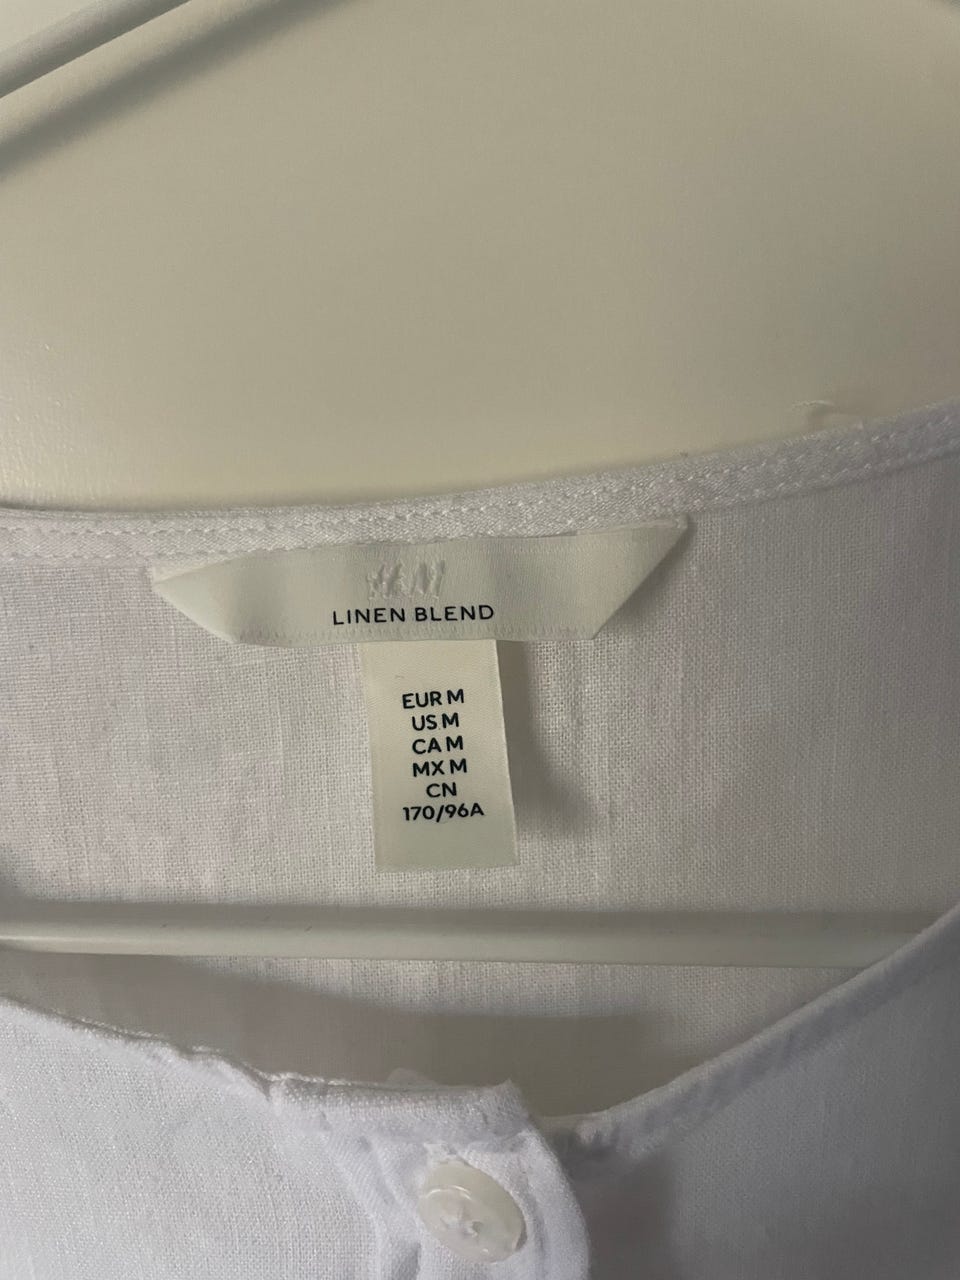 H&M
LINEN BLEND
EUR M
US M
CA M
MX M
CN
170/96A